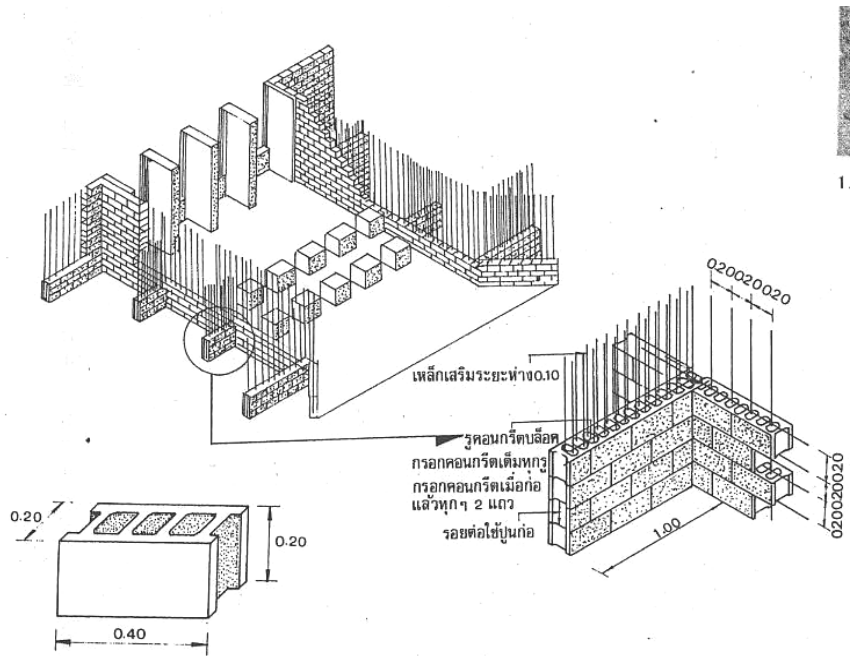 1.
020020020
เหล็กเสริมระยะห่าง0.10
รูคอนกรีตบล็อค
กรอกคอนกรีตเต็มทุกรู
กรอกคอนกรีตเมื่อก่อ
แล้วทุกๆ 2 แถว
รอยต่อใช้ปูนก่อ
1.00
020020020
0.20
0.20
0.40